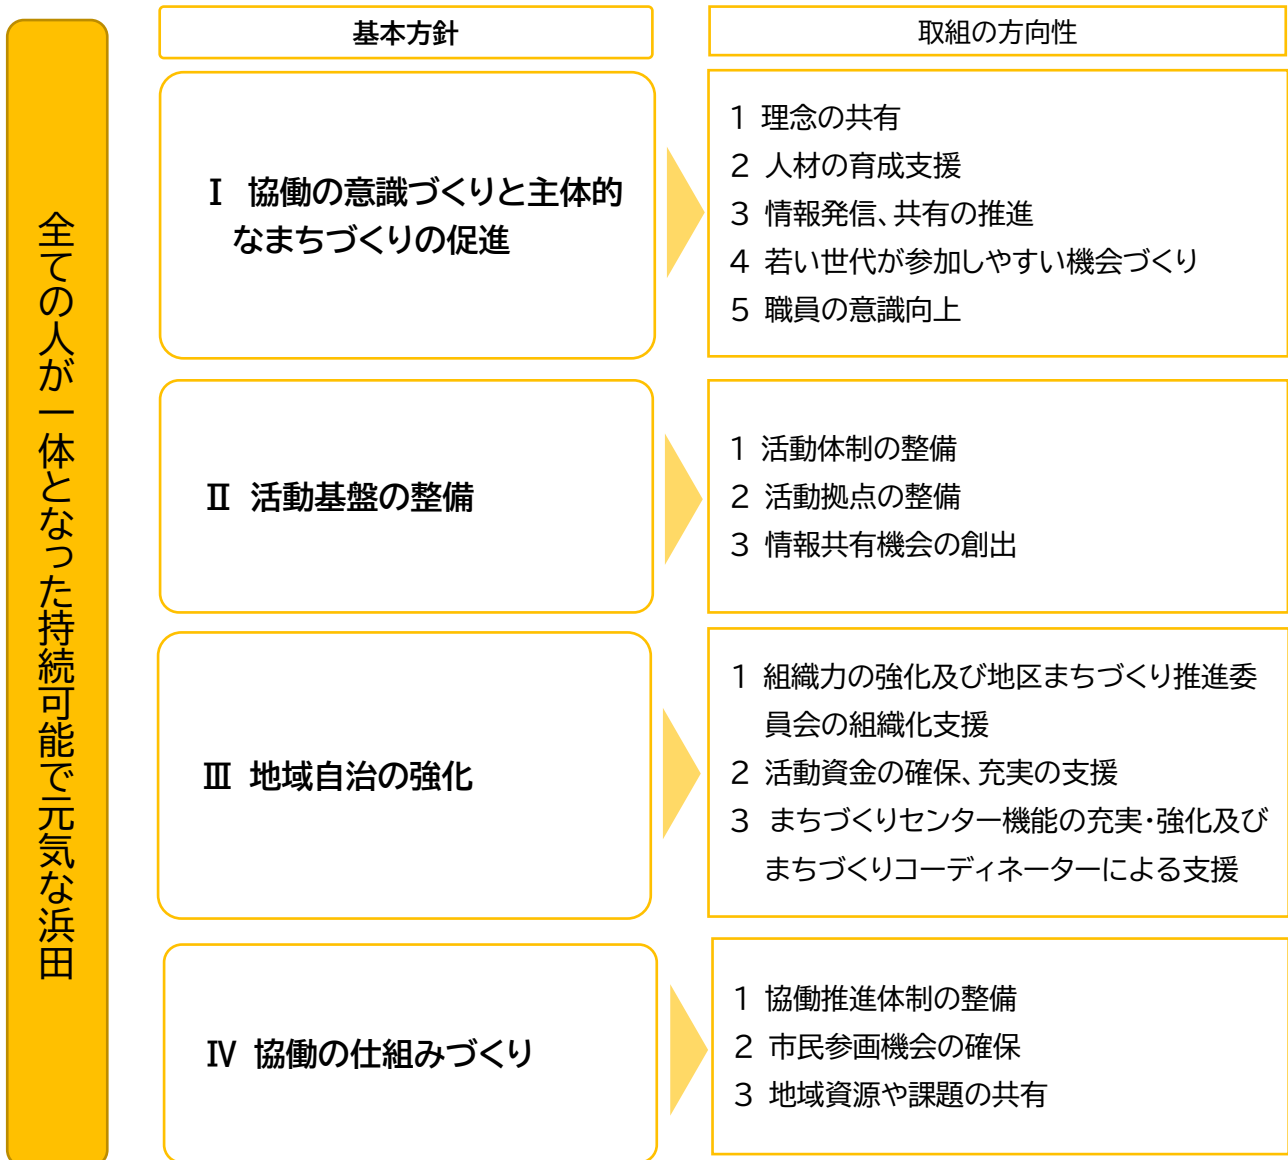 全ての人が一体となった持続可能で元気な浜田
基本方針
取組の方向性
Ⅰ 協働の意識づくりと主体的
なまちづくりの促進
1 理念の共有
2 人材の育成支援
3 情報発信、共有の推進
4 若い世代が参加しやすい機会づくり
5 職員の意識向上
Ⅱ 活動基盤の整備
1 活動体制の整備
2 活動拠点の整備
3 情報共有機会の創出
Ⅲ 地域自治の強化
1 組織力の強化及び地区まちづくり推進委
員会の組織化支援
2 活動資金の確保、充実の支援
3 まちづくりセンター機能の充実・強化及び
まちづくりコーディネーターによる支援
Ⅳ 協働の仕組みづくり
1 協働推進体制の整備
2 市民参画機会の確保
3 地域資源や課題の共有